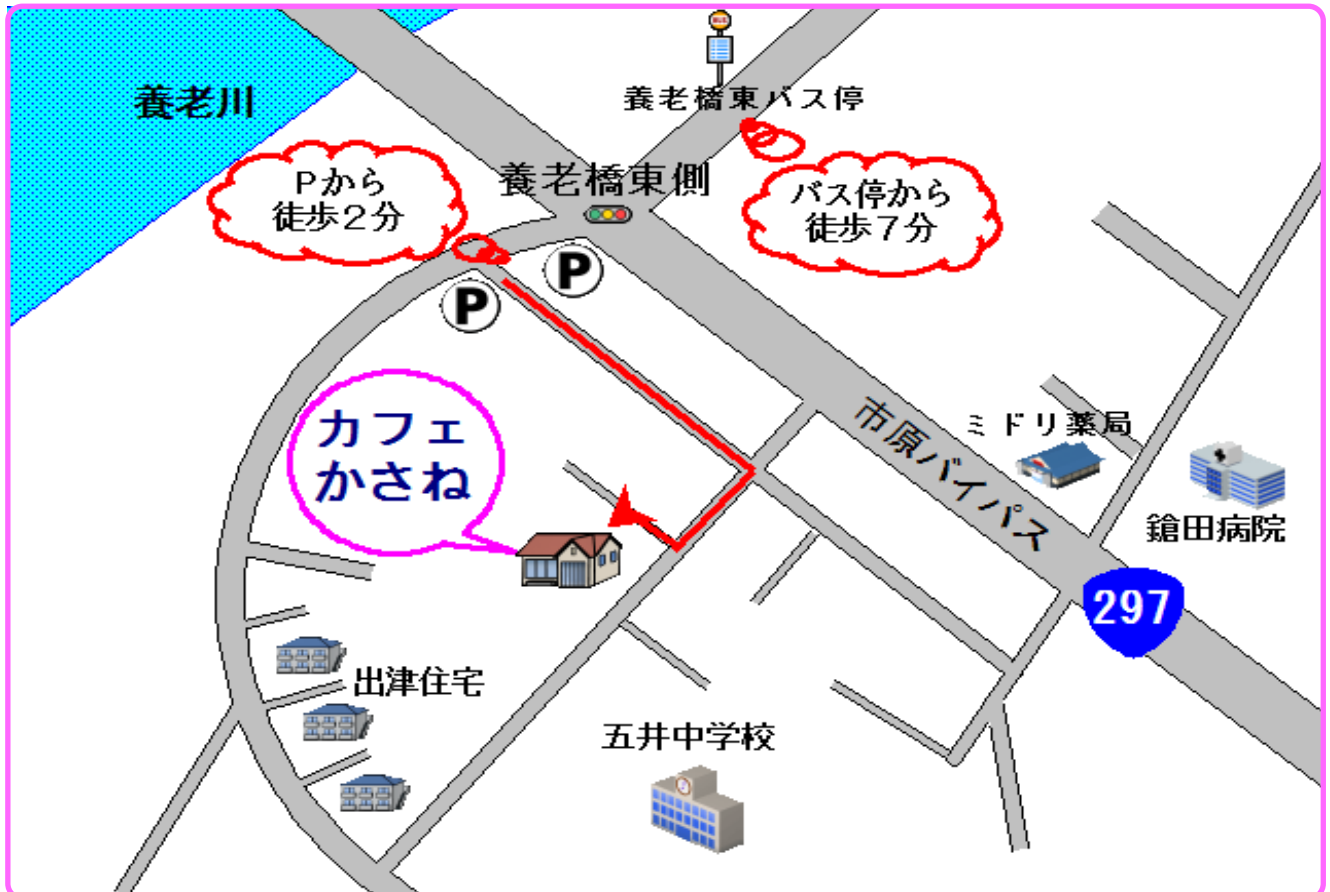 養老川
養老橋東バス停
Pから
徒歩２分
養老橋東側
バス停から
徒歩７分
P
P
カフェ
かさね
市原バイパス
ミドリ薬局
鎗田病院
297
出津住宅
五井中学校